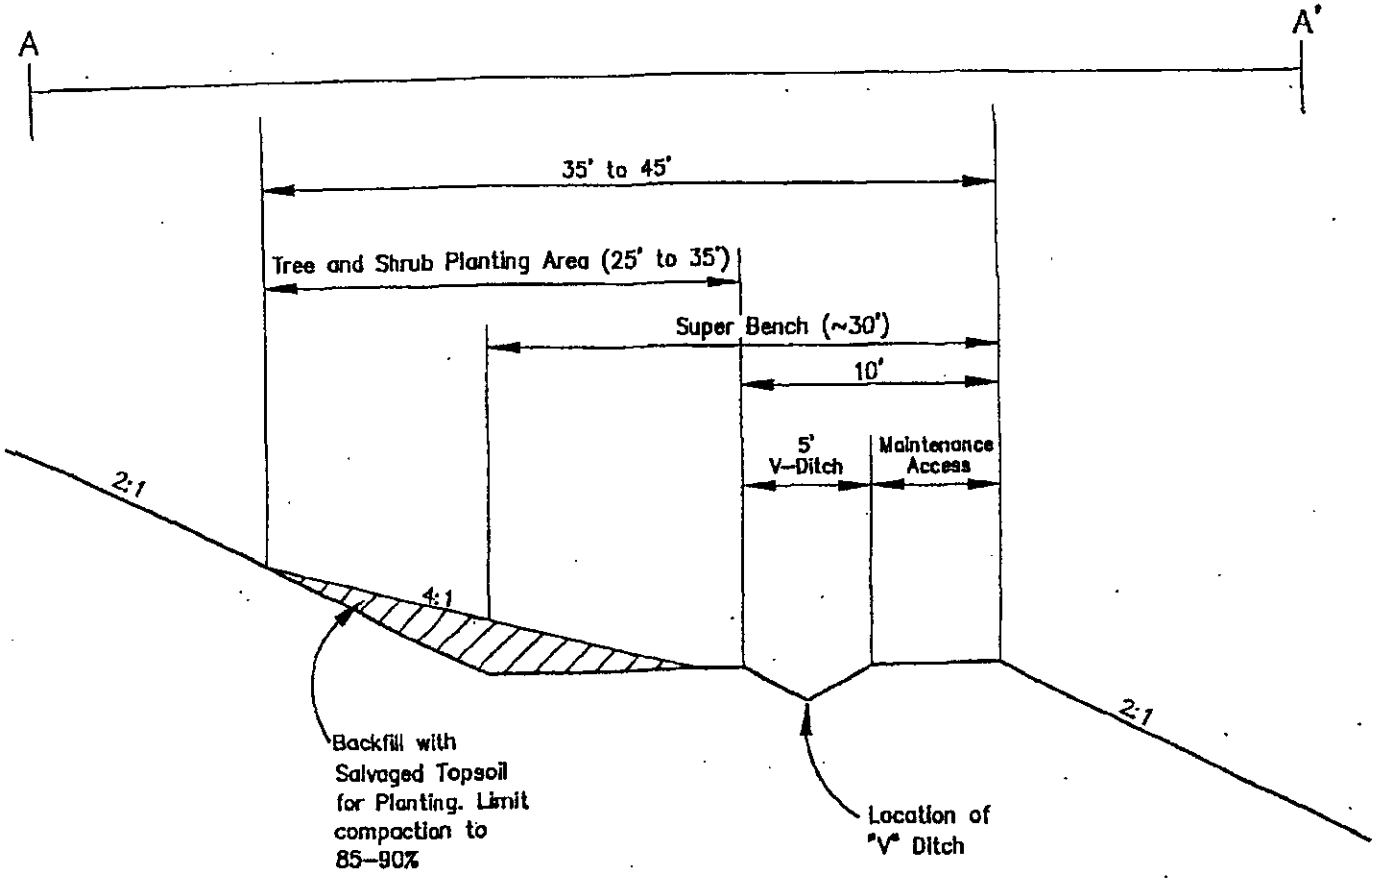 A
A'
35' to 45'
Tree and Shrub Planting Area (25' to 35')
Super Bench (~30')
10'
5'
V-Ditch
Maintenance
Access
2:1
4:1
2:1
Backfill with
Salvaged Topsoil
for Planting. Limit
compaction to
85-90%
Location of
"V" Ditch